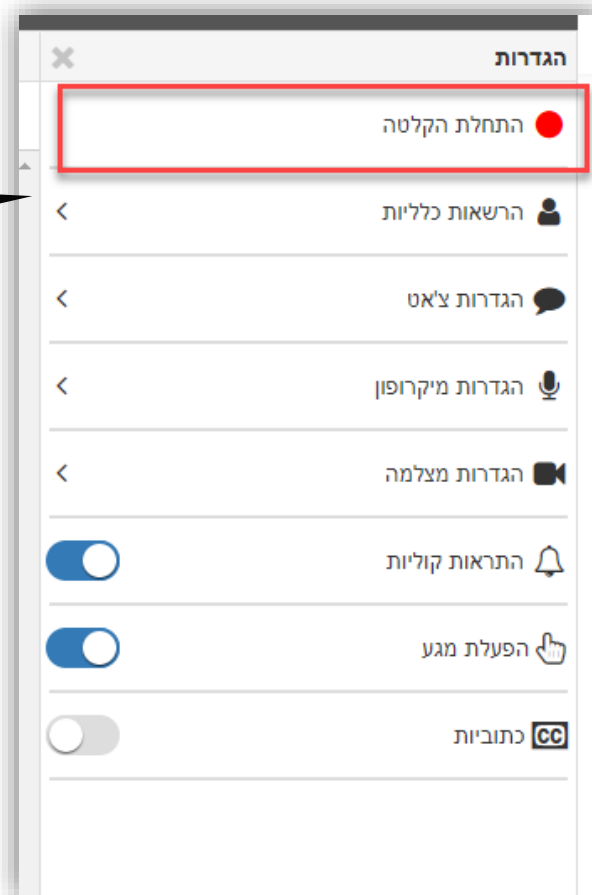 הגדרות
התחלת הקלטה
הרשאות כלליות
הגדרות צ'אט
הגדרות מיקרופון
הגדרות מצלמה
התראות קוליות
הפעלת מגע
CC כתוביות